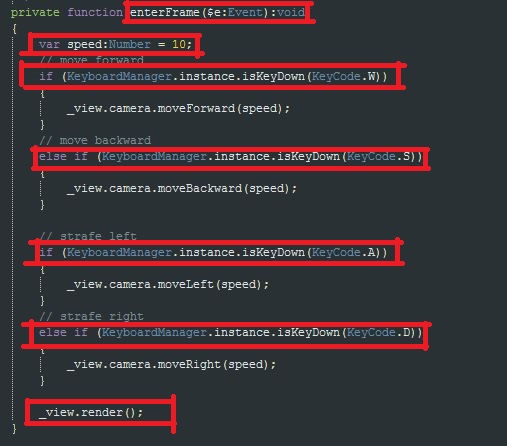 private function enterFrame($e:Event):void
{
var speed:Number = 10;
// move forward
if (KeyboardManager.instance.isKeyDown(KeyCode.W))
{
_view.camera.moveForward(speed);
}
// move backward
else if (KeyboardManager.instance.isKeyDown(KeyCode.S))
{
_view.camera.moveBackward(speed);
}
// strafe left
if (KeyboardManager.instance.isKeyDown(KeyCode.A))
{
_view.camera.moveLeft(speed);
}
// strafe right
else if (KeyboardManager.instance.isKeyDown(KeyCode.D))
{
_view.camera.moveRight(speed);
}
_view.render();
}